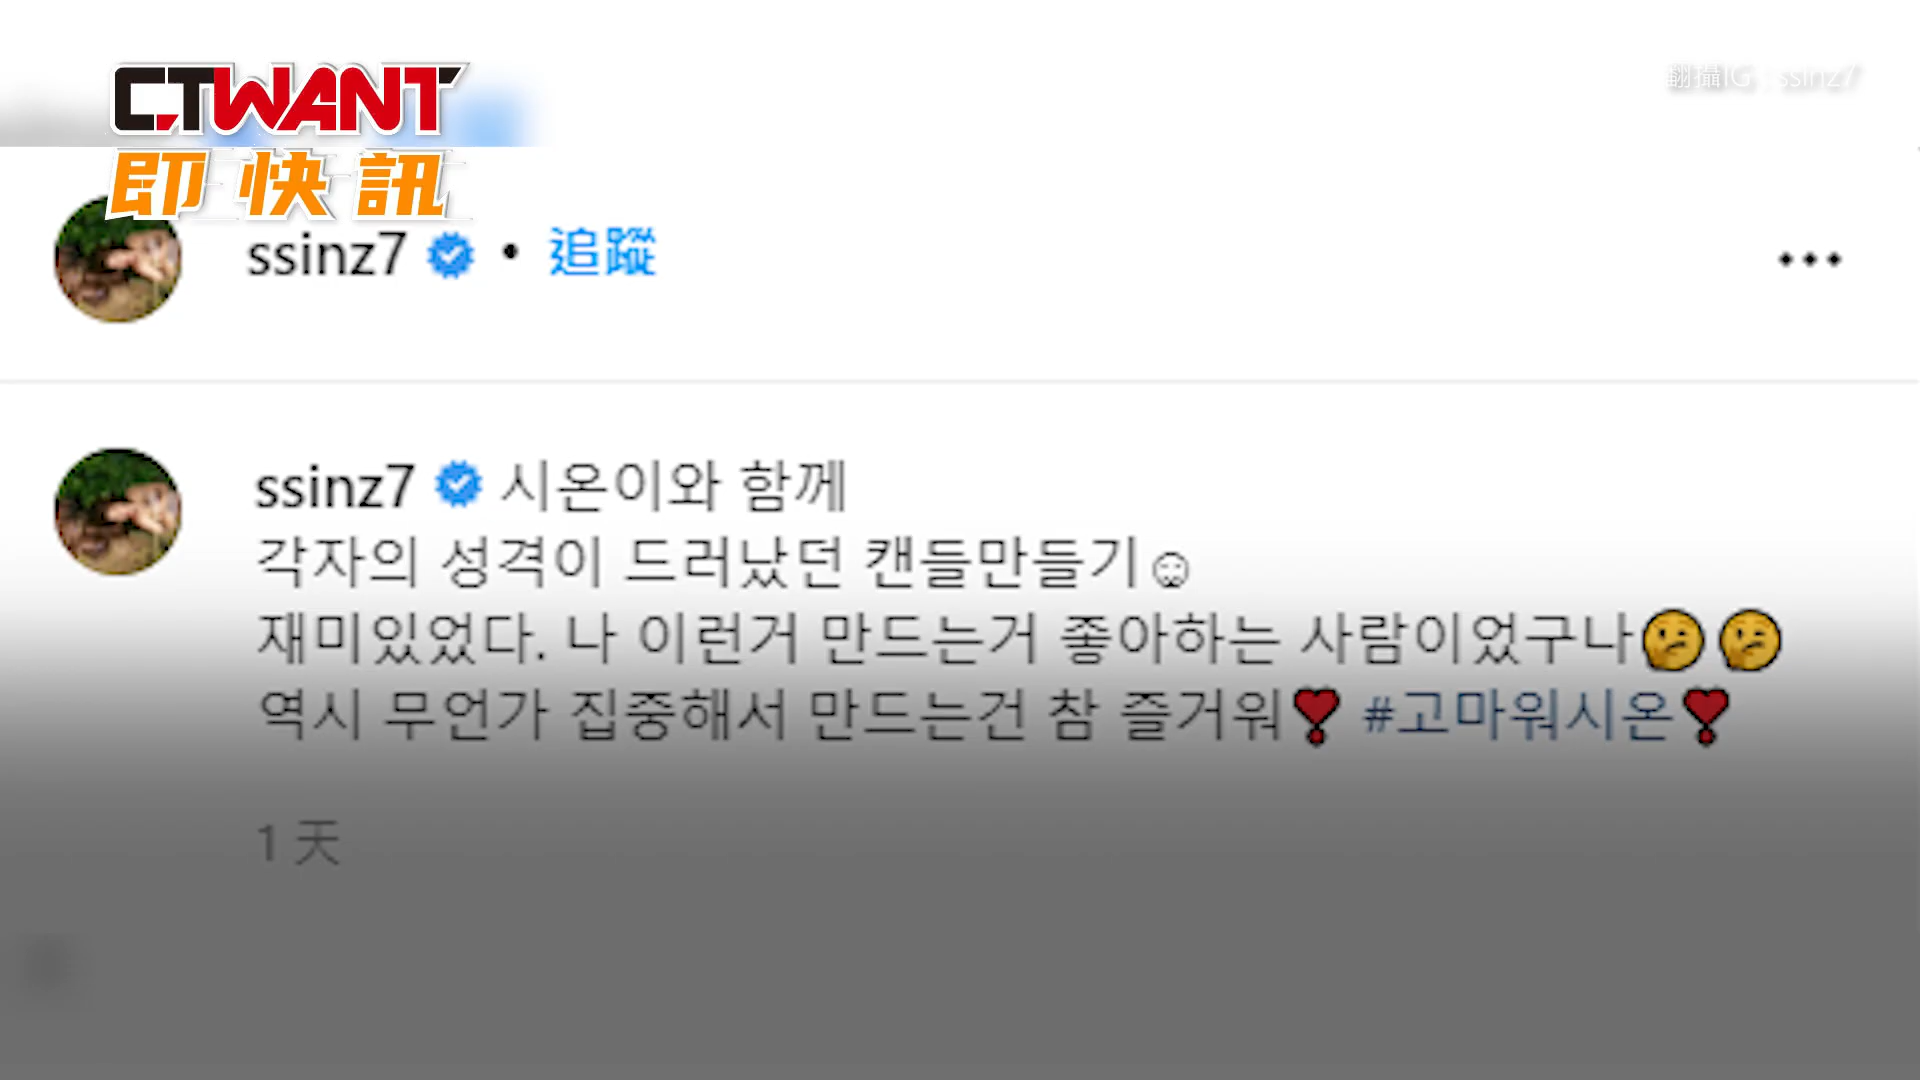 CTWANT
即快訊
翻攝IG:ssinz7
ssinz7 • 追蹤
ssinz7 시온이와 함께
각자의 성격이 드러났던 캔들만들기☺
재미있었다. 나 이런거 만드는거 좋아하는 사람이었구나🤔🤔
역시 무언가 집중해서 만드는건 참 즐거워❣ #고마워시온❣
1 天